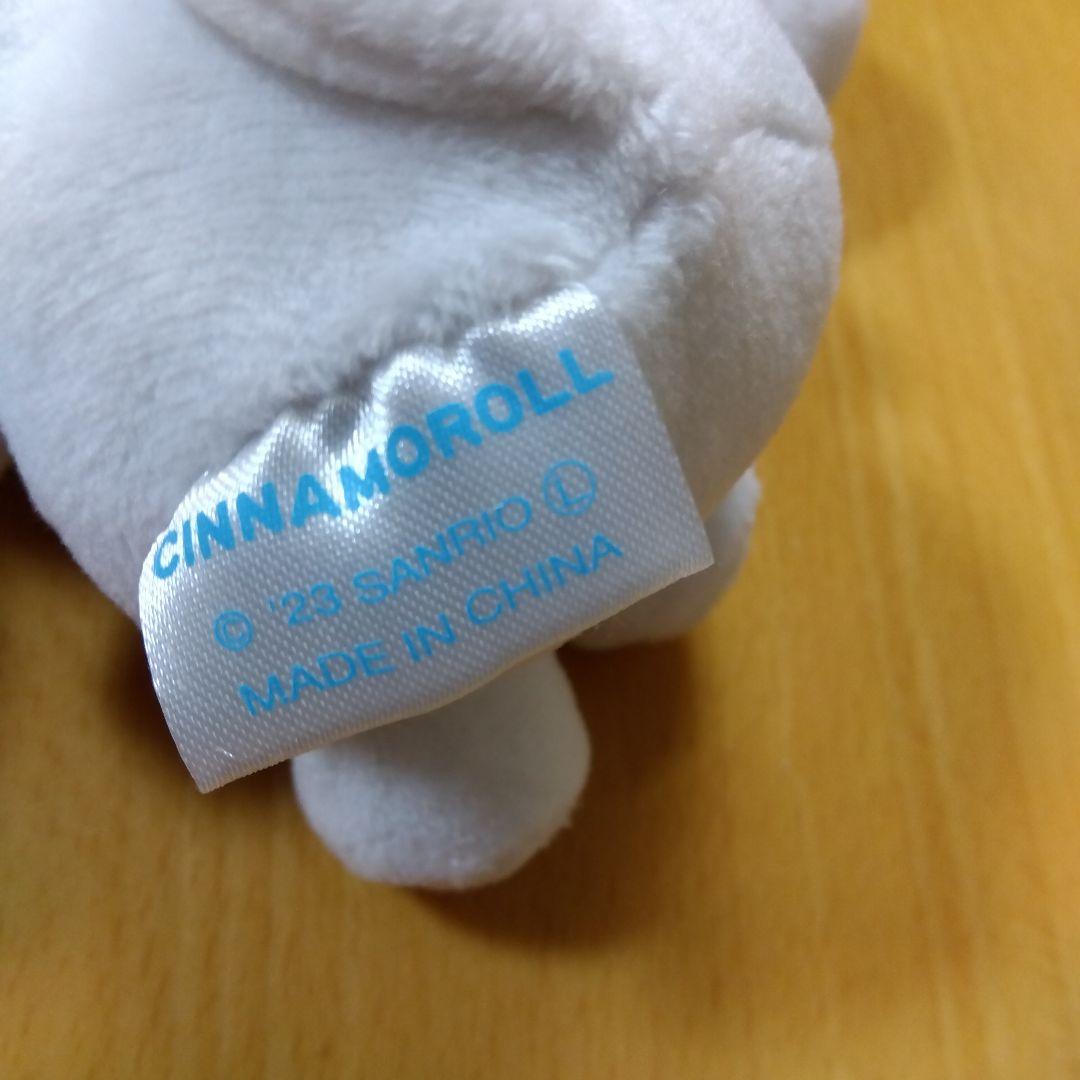 CINNAMOROLL
© '23 SANRIO Ⓛ
MADE IN CHINA